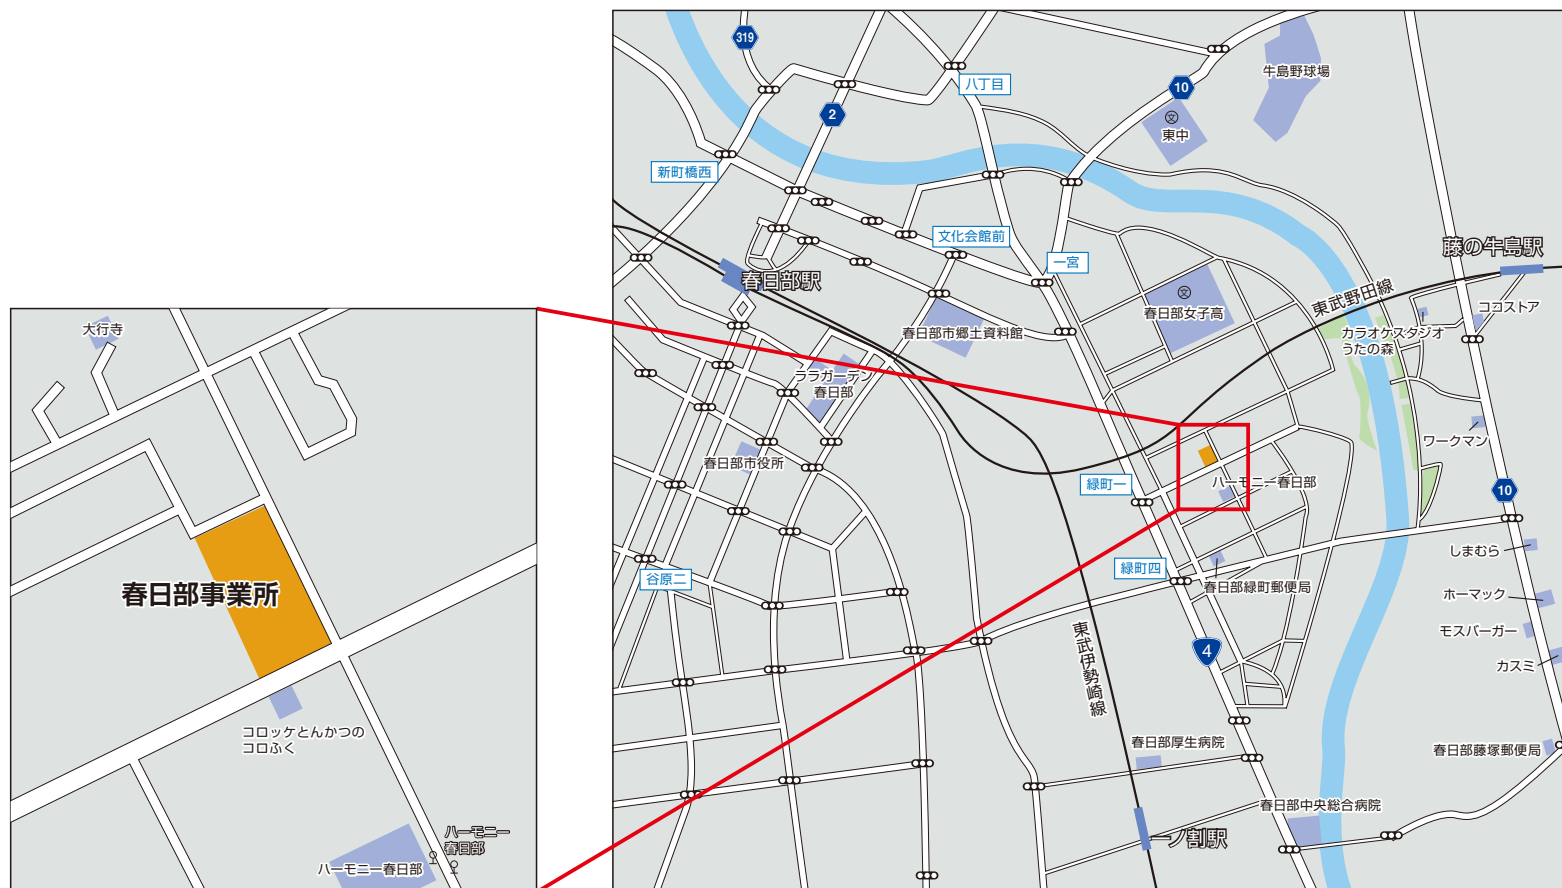 319
八丁目
牛島野球場
10
2
東中
新町橋西
文化会館前
一宮
藤の牛島駅
春日部駅
東武野田線
ココストア
春日部女子高
春日部市郷土資料館
カラオケスタジオ
うたの森
ララガーデン
春日部
ワークマン
春日部市役所
ハーモニー春日部
緑町一
10
しまむら
谷原二
緑町四
春日部緑町郵便局
ホーマック
モスバーガー
4
カスミ
東武伊勢崎線
春日部厚生病院
春日部藤塚郵便局
春日部中央総合病院
一ノ割駅
大行寺
春日部事業所
コロッケとんかつの
コロふく
ハーモニー
春日部
ハーモニー春日部
文
文